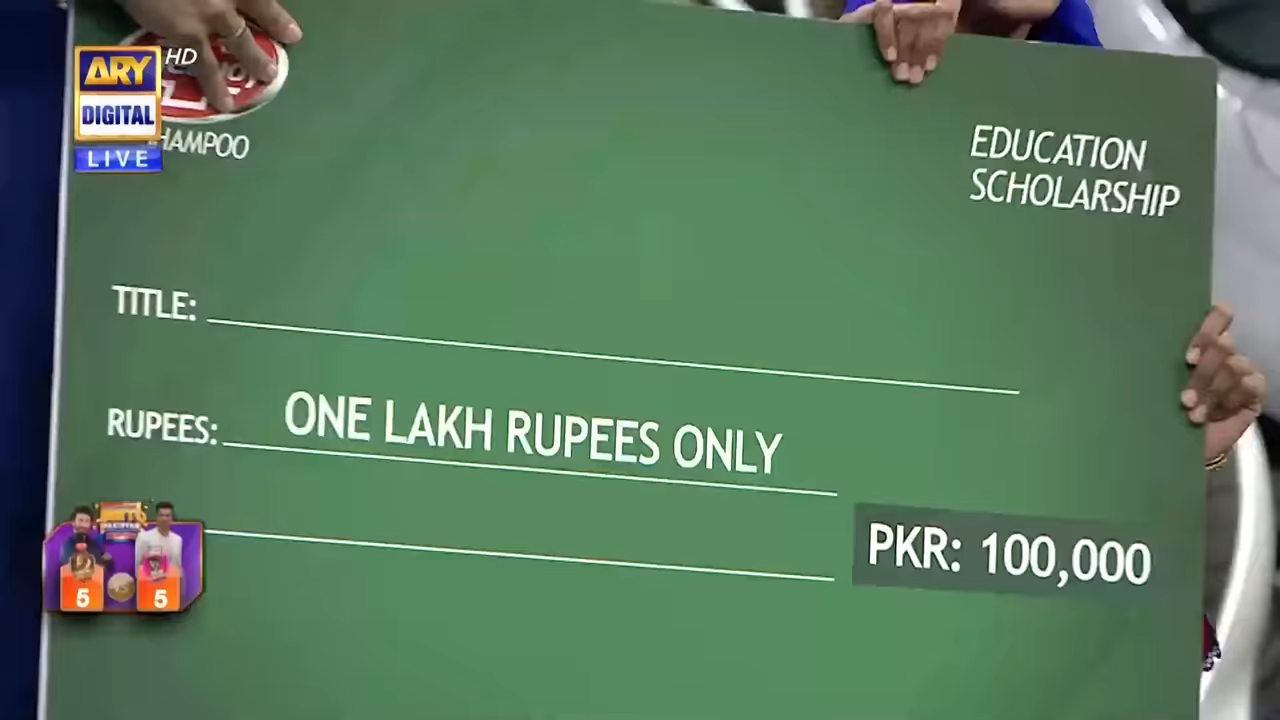 ARY
HD
DIGITAL
LIVE
HAMPOO
EDUCATION
SCHOLARSHIP
TITLE:
RUPEES: ONE LAKH RUPEES ONLY
PKR: 100,000
5
5